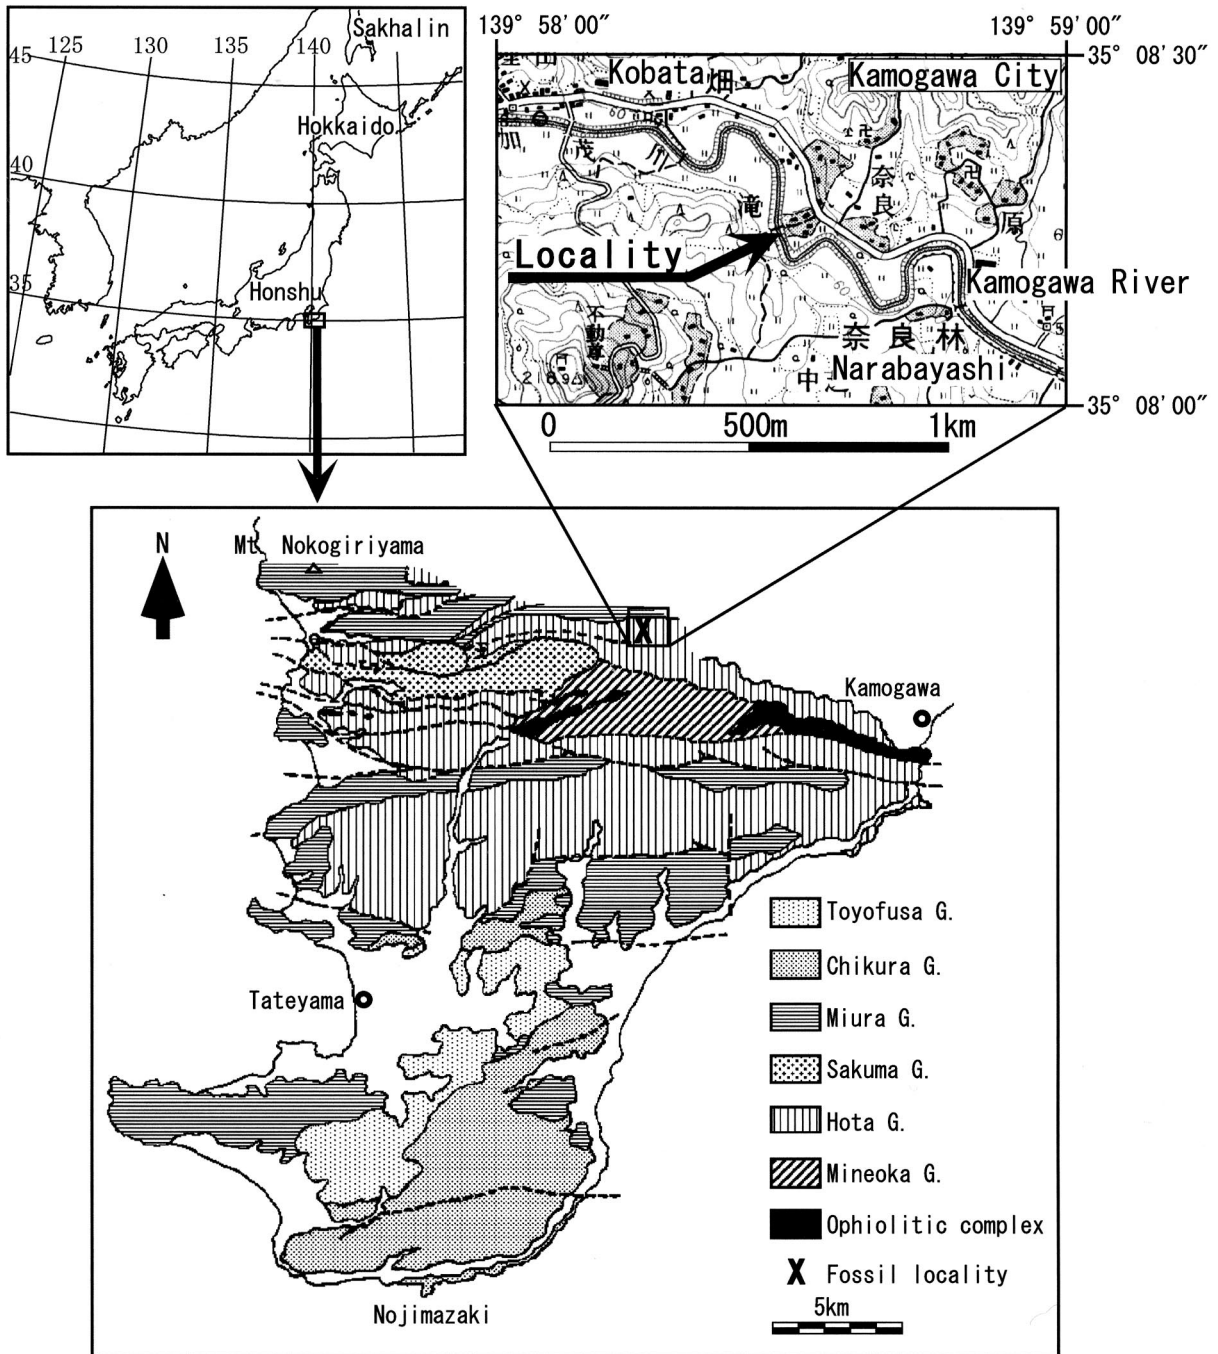 Sakhalin
125
130
135
140
45
Hokkaido
40
35
Honshu
139° 58′00″
139° 59′00″
35° 08′30″
35° 08′00″
Kobata
畑
Kamogawa City
加
茂
川
卍
奈
良
原
卍
滝
Locality
Kamogawa River
不動尊
奈良林
Narabayashi
中
0
500m
1km
N
Mt. Nokogiriyama
X
Kamogawa
Tateyama
Nojimazaki
Toyofusa G.
Chikura G.
Miura G.
Sakuma G.
Hota G.
Mineoka G.
Ophiolitic complex
X Fossil locality
5km